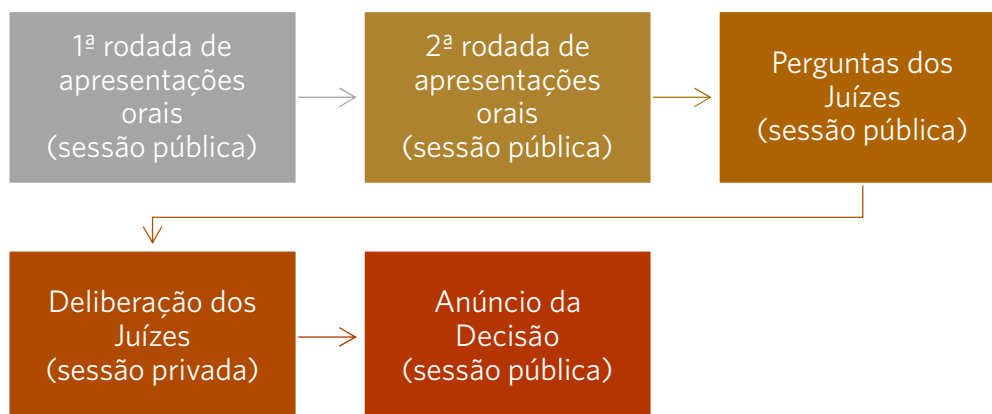 1ª rodada de
apresentações
orais
(sessão pública)
2ª rodada de
apresentações
orais
(sessão pública)
Perguntas dos
Juízes
(sessão pública)
Deliberação dos
Juízes
(sessão privada)
Anúncio da
Decisão
(sessão pública)